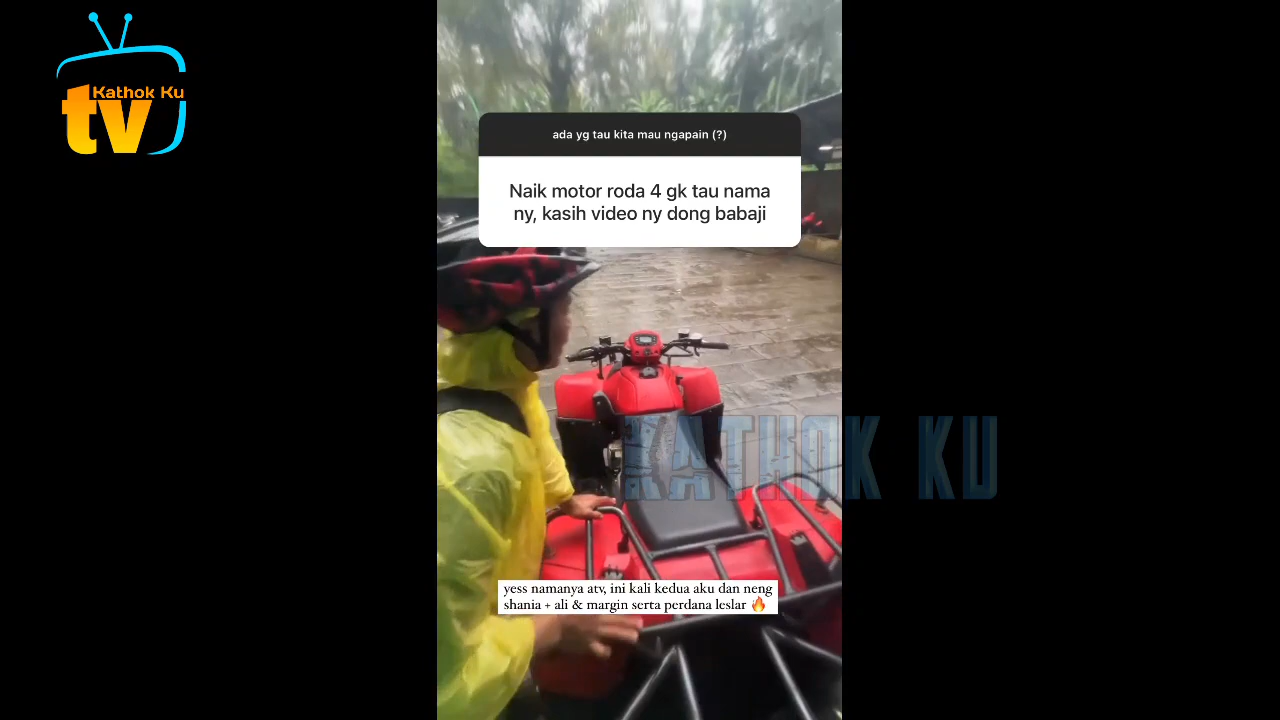 Kathok Ku
tv
ada yg tau kita mau ngapain (?)
Naik motor roda 4 gk tau nama
ny, kasih video ny dong babaji
KATHOK KU
yess namanya atv, ini kali kedua aku dan neng
shania + ali & margin serta perdana leslar 🔥